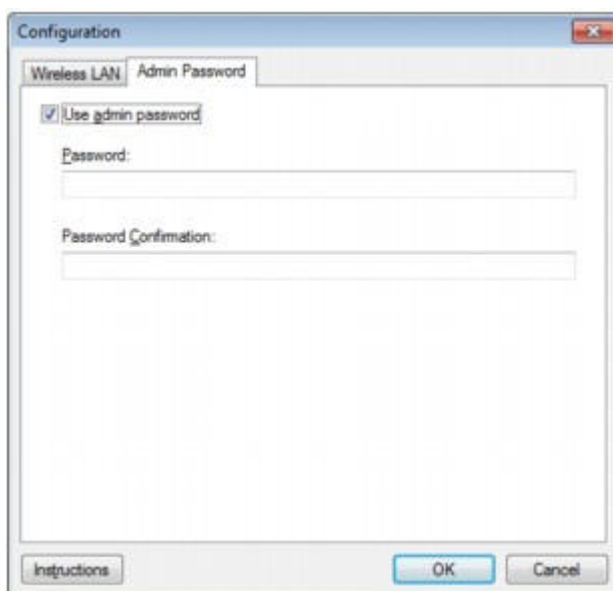 Configuration
Wireless LAN
Admin Password
Use admin password
Password:
Password Confirmation:
Instructions
OK
Cancel